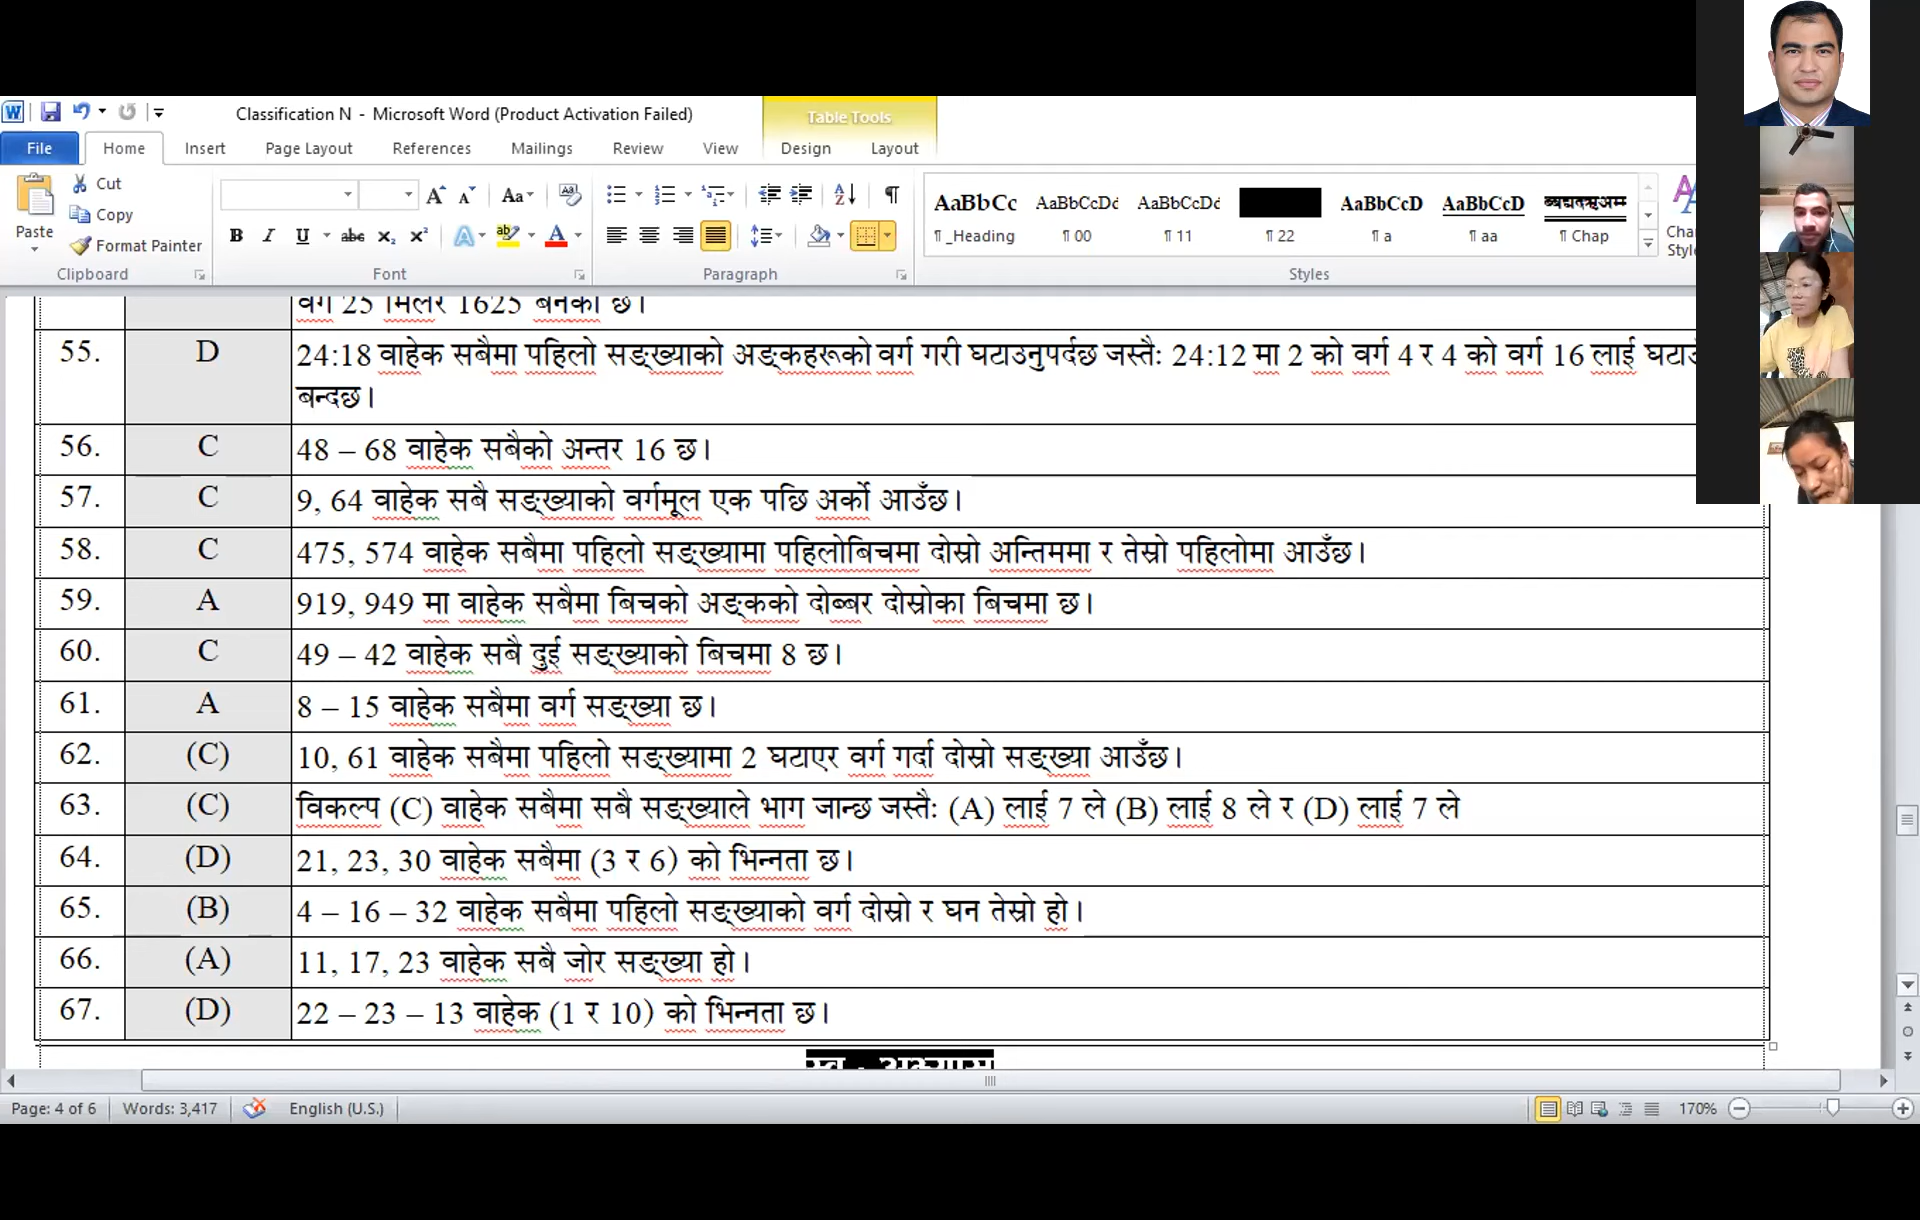 Classification N - Microsoft Word (Product Activation Failed)
Table Tools
File Home Insert Page Layout References Mailings Review View Design Layout
Paste
Cut
Copy
Format Painter
Clipboard
Font
Paragraph
Styles
AaBbCc AaBbCcDd AaBbCcDd AaBbCcD AaBbCcD
¶ _Heading ¶ 00 ¶ 11 ¶ 22 ¶ a ¶ aa ¶ Chap
वर्ग 25 मिलेर 1625 बनेको छ।
55. D 24:18 वाहेक सबैमा पहिलो सङ्ख्याको अङ्कहरूको वर्ग गरी घटाउनुपर्दछ जस्तैः 24:12 मा 2 को वर्ग 4 र 4 को वर्ग 16 लाई
बन्दछ।
56. C 48 – 68 वाहेक सबैको अन्तर 16 छ।
57. C 9, 64 वाहेक सबै सङ्ख्याको वर्गमूल एक पछि अर्को आउँछ।
58. C 475, 574 वाहेक सबैमा पहिलो सङ्ख्यामा पहिलोबिचमा दोस्रो अन्तिममा र तेस्रो पहिलोमा आउँछ।
59. A 919, 949 मा वाहेक सबैमा बिचको अङ्कको दोब्बर दोस्रोका बिचमा छ।
60. C 49 – 42 वाहेक सबै दुई सङ्ख्याको बिचमा 8 छ।
61. A 8 – 15 वाहेक सबैमा वर्ग सङ्ख्या छ।
62. (C) 10, 61 वाहेक सबैमा पहिलो सङ्ख्यामा 2 घटाएर वर्ग गर्दा दोस्रो सङ्ख्या आउँछ।
63. (C) विकल्प (C) वाहेक सबैमा सबै सङ्ख्याले भाग जान्छ जस्तैः (A) लाई 7 ले (B) लाई 8 ले र (D) लाई 7 ले
64. (D) 21, 23, 30 वाहेक सबैमा (3 र 6) को भिन्नता छ।
65. (B) 4 – 16 – 32 वाहेक सबैमा पहिलो सङ्ख्याको वर्ग दोस्रो र घन तेस्रो हो।
66. (A) 11, 17, 23 वाहेक सबै जोर सङ्ख्या हो।
67. (D) 22 – 23 – 13 वाहेक (1 र 10) को भिन्नता छ।
स्व - अभ्यास
Page: 4 of 6 Words: 3,417 English (U.S.) 170%